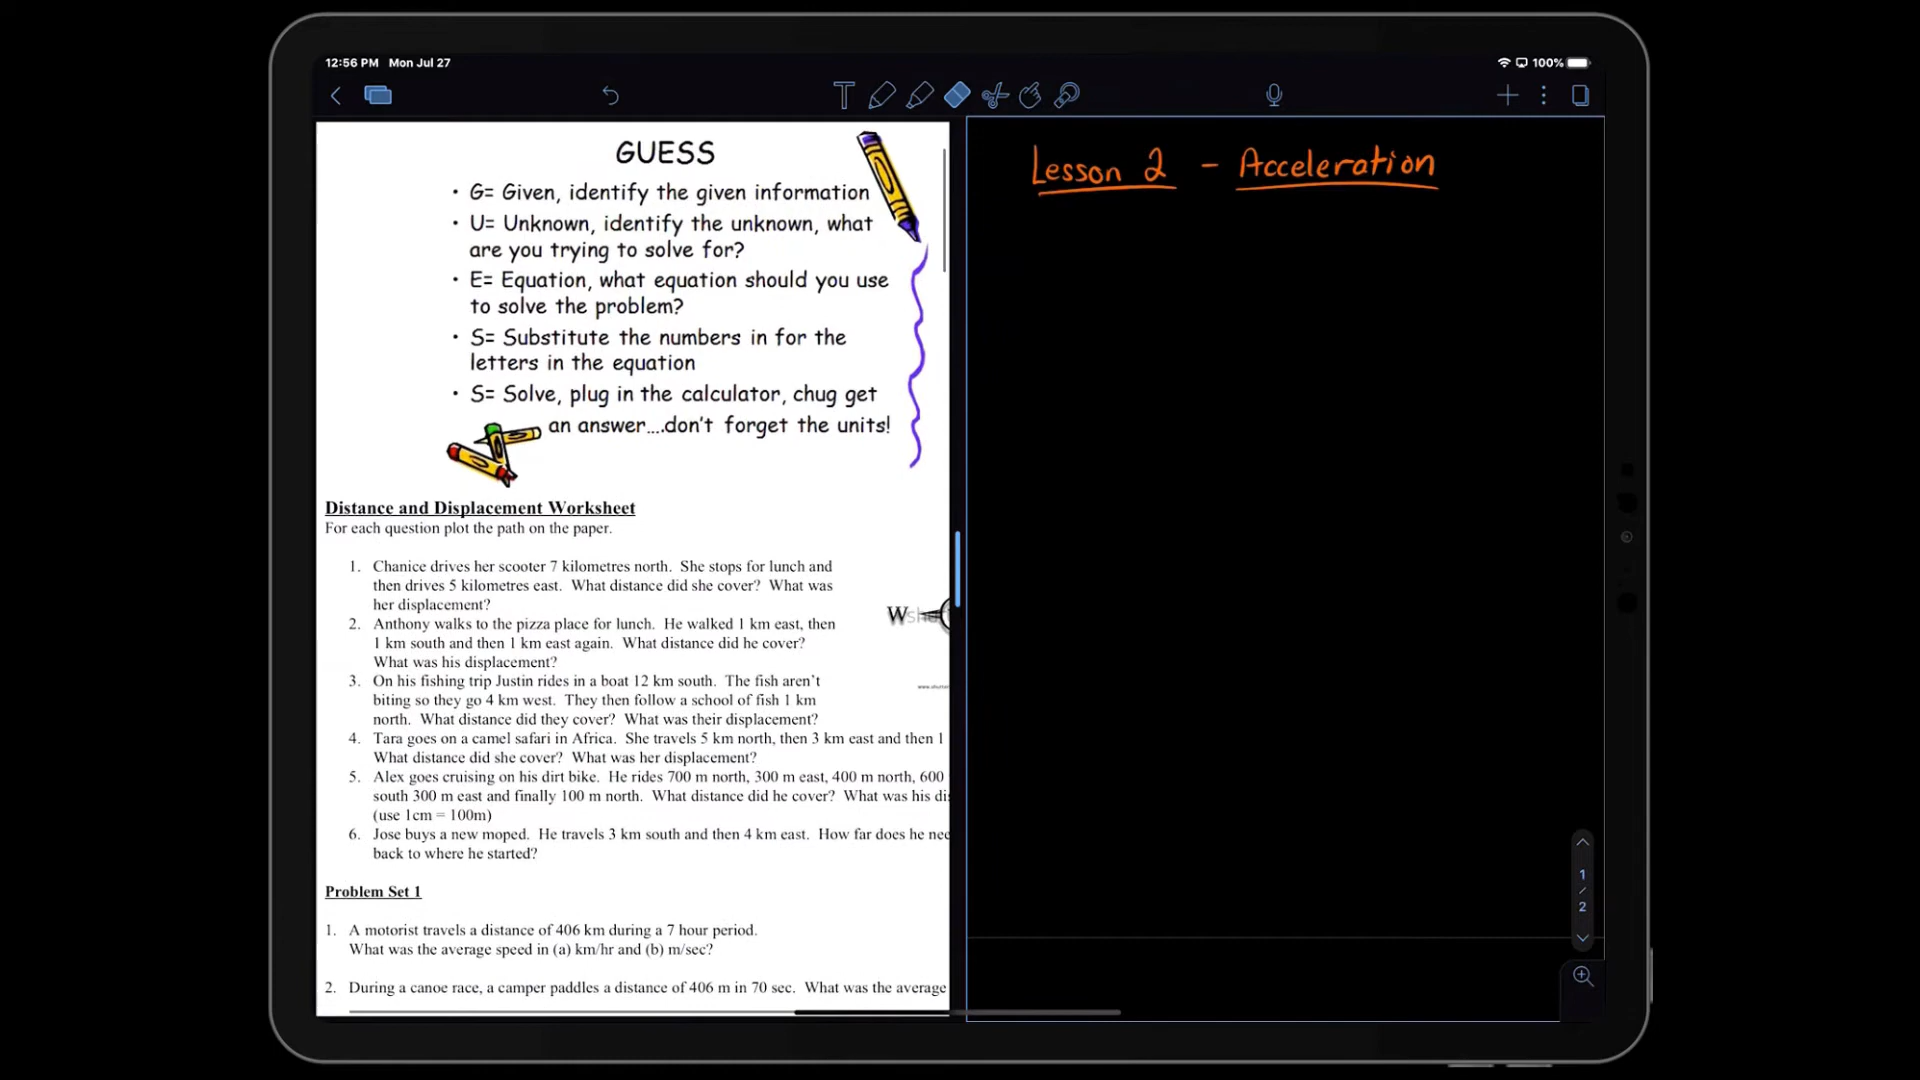 12:56 PM Mon Jul 27
100%
GUESS
• G= Given, identify the given information
• U= Unknown, identify the unknown, what
are you trying to solve for?
• E= Equation, what equation should you use
to solve the problem?
• S= Substitute the numbers in for the
letters in the equation
• S= Solve, plug in the calculator, chug get
an answer....don't forget the units!
Distance and Displacement Worksheet
For each question plot the path on the paper.
1. Chanice drives her scooter 7 kilometres north. She stops for lunch and
then drives 5 kilometres east. What distance did she cover? What was
her displacement?
W
2. Anthony walks to the pizza place for lunch. He walked 1 km east, then
1 km south and then 1 km east again. What distance did he cover?
What was his displacement?
3. On his fishing trip Justin rides in a boat 12 km south. The fish aren't
biting so they go 4 km west. They then follow a school of fish 1 km
north. What distance did they cover? What was their displacement?
4. Tara goes on a camel safari in Africa. She travels 5 km north, then 3 km east and then 1
What distance did she cover? What was her displacement?
5. Alex goes cruising on his dirt bike. He rides 700 m north, 300 m east, 400 m north, 600
south 300 m east and finally 100 m north. What distance did he cover? What was his di
(use 1cm = 100m)
6. Jose buys a new moped. He travels 3 km south and then 4 km east. How far does he nee
back to where he started?
Problem Set 1
1. A motorist travels a distance of 406 km during a 7 hour period.
What was the average speed in (a) km/hr and (b) m/sec?
2. During a canoe race, a camper paddles a distance of 406 m in 70 sec. What was the average
Lesson 2 - Acceleration
1
/
2